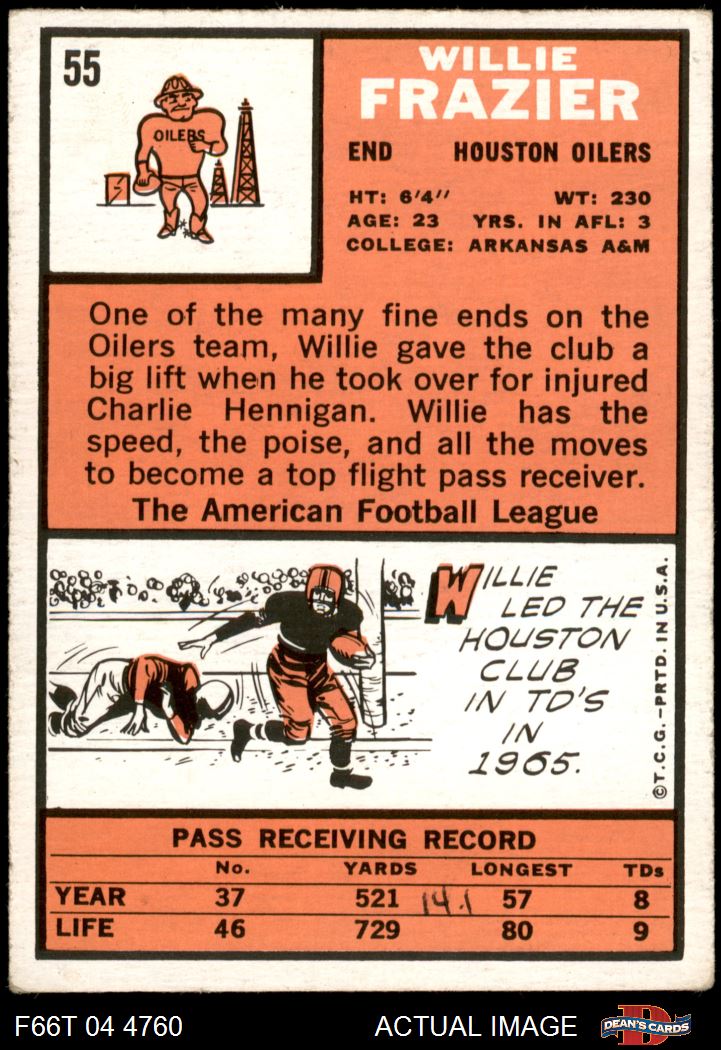 55
OILERS
WILLIE
FRAZIER
END HOUSTON OILERS
HT: 6'4'' WT: 230
AGE: 23 YRS. IN AFL: 3
COLLEGE: ARKANSAS A&M
One of the many fine ends on the
Oilers team, Willie gave the club a
big lift when he took over for injured
Charlie Hennigan. Willie has the
speed, the poise, and all the moves
to become a top flight pass receiver.
The American Football League
WILLIE
LED THE
HOUSTON
CLUB
IN TD'S
IN
1965.
©T.C.G.–PRTD. IN U.S.A.
PASS RECEIVING RECORD
No. YARDS LONGEST TDs
YEAR 37 521 14.1 57 8
LIFE 46 729 80 9
F66T 04 4760 ACTUAL IMAGE D DEAN'S CARDS